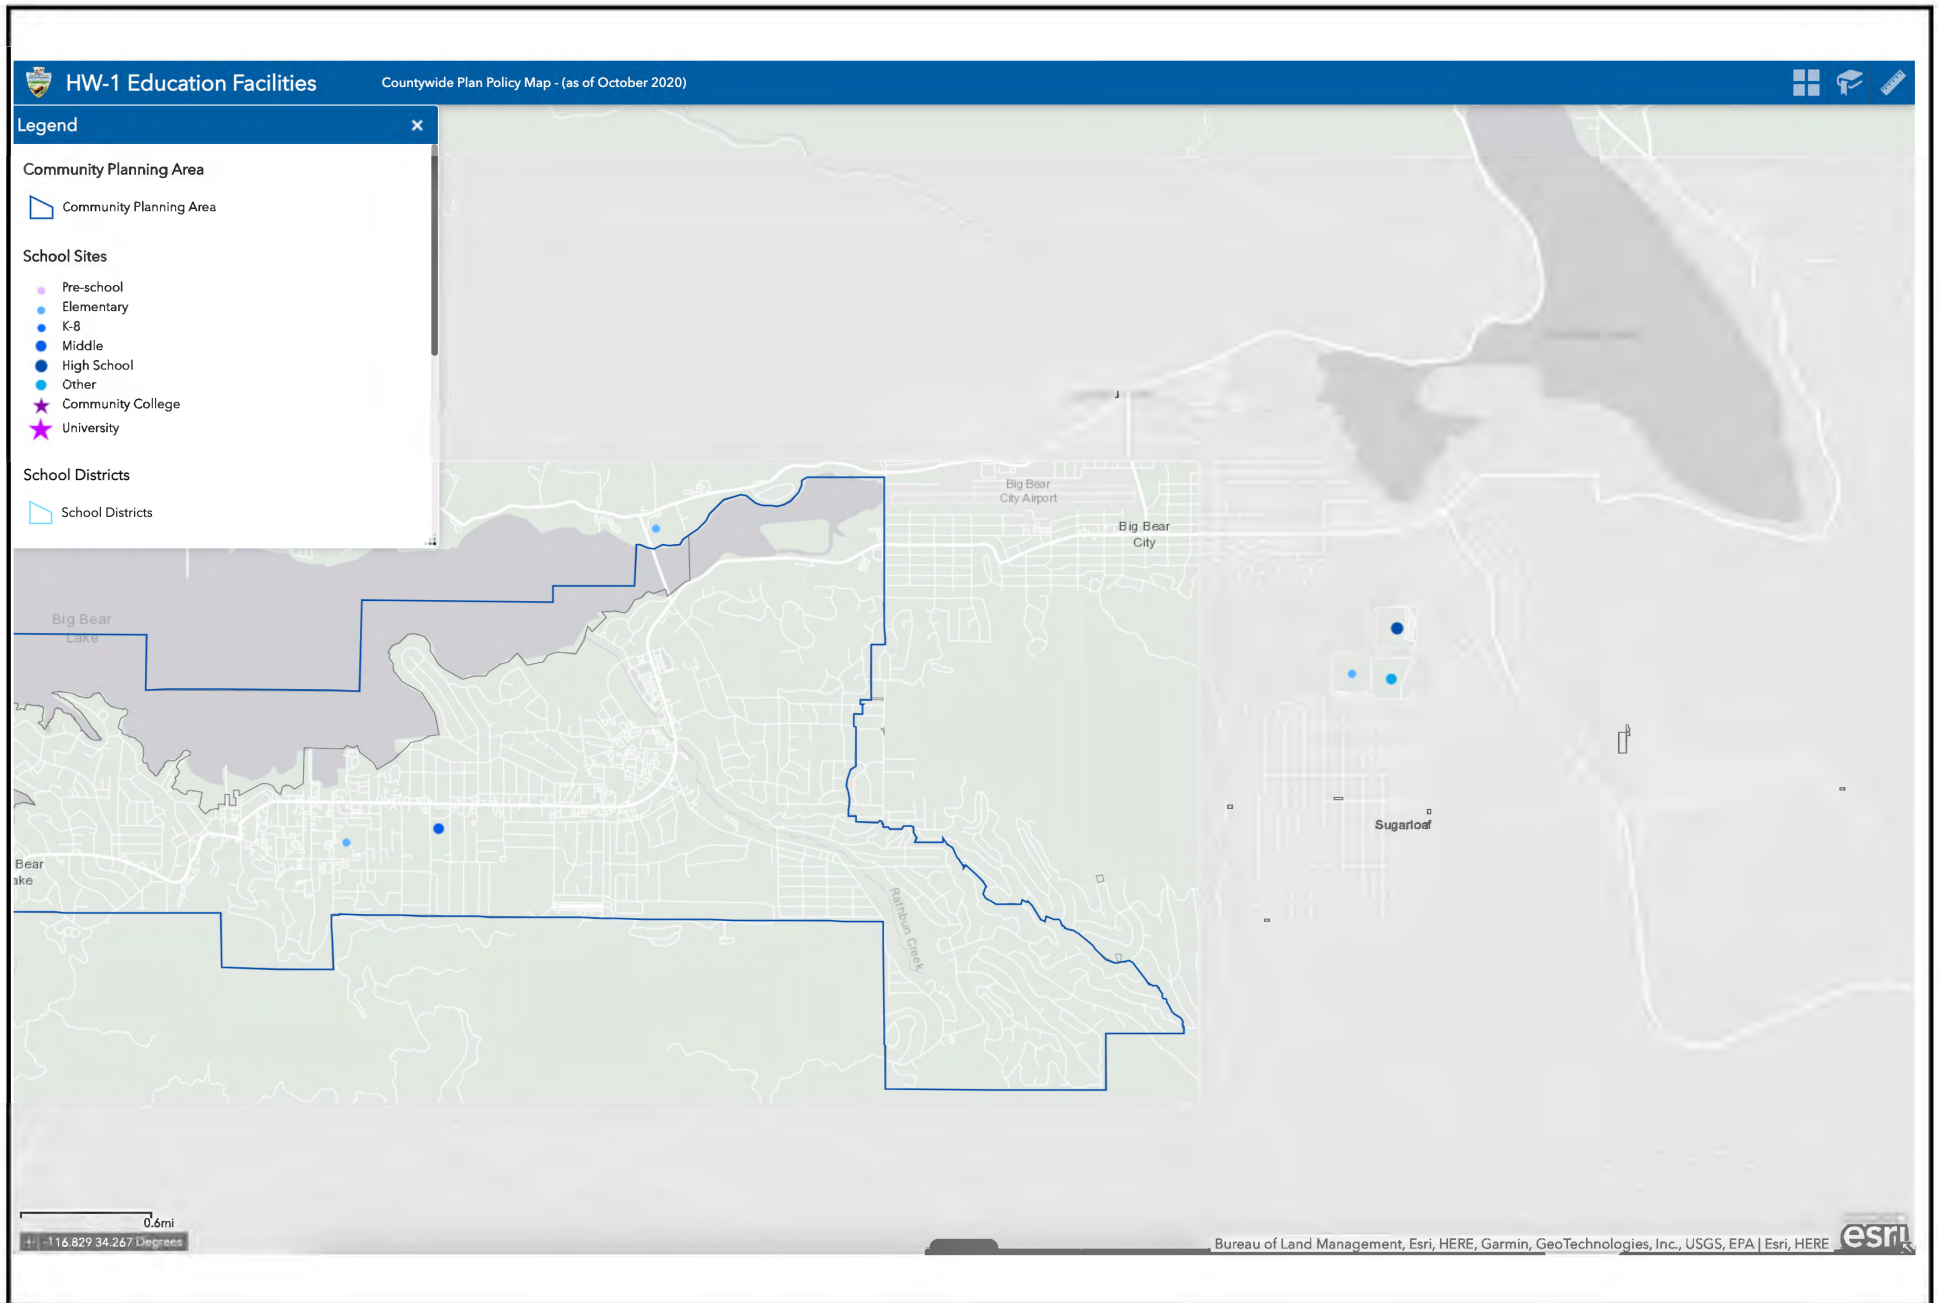 HW-1 Education Facilities
Countywide Plan Policy Map - (as of October 2020)
Legend
Community Planning Area
Community Planning Area
School Sites
Pre-school
Elementary
K-8
Middle
High School
Other
Community College
University
School Districts
School Districts
Big Bear
City Airport
Big Bear
City
Big Bear
Lake
Bear
ake
Rathbun Creek
Sugarloaf
0.6mi
-116.829 34.267 Degrees
Bureau of Land Management, Esri, HERE, Garmin, GeoTechnologies, Inc., USGS, EPA | Esri, HERE
esri